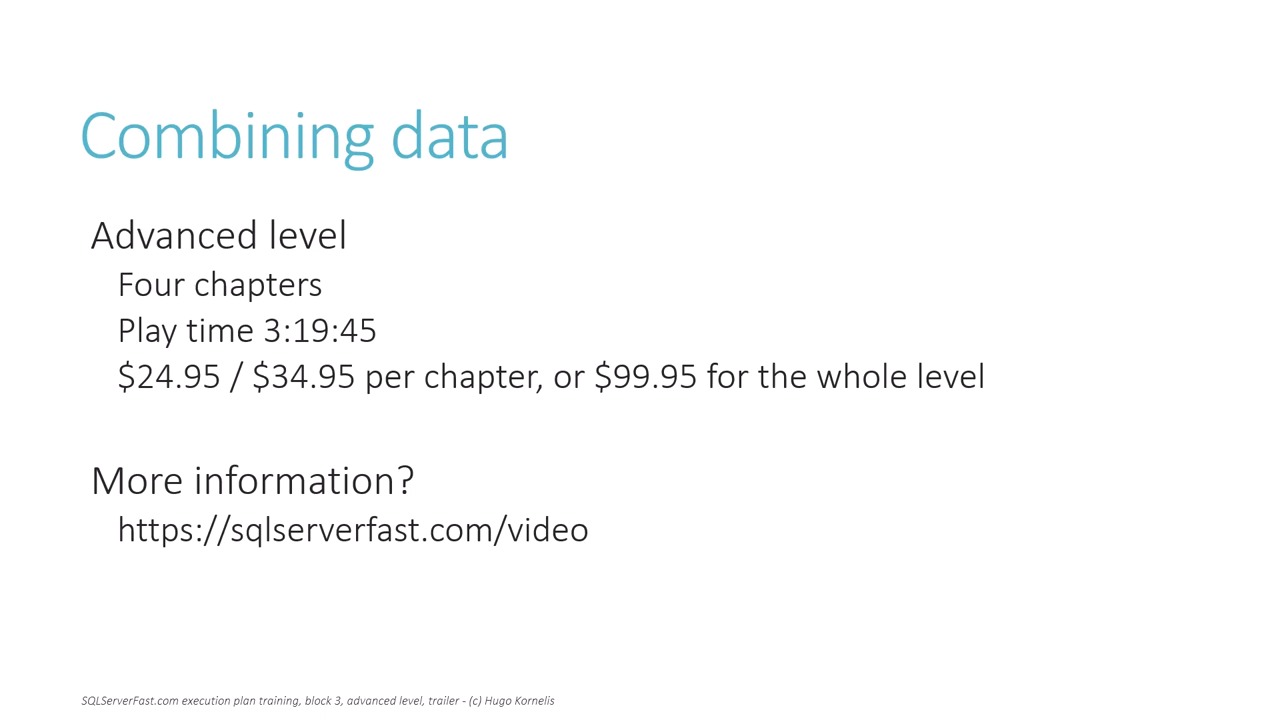 Combining data
Advanced level
Four chapters
Play time 3:19:45
$24.95 / $34.95 per chapter, or $99.95 for the whole level
More information?
https://sqlserverfast.com/video
SQLServerFast.com execution plan training, block 3, advanced level, trailer - (c) Hugo Kornelis